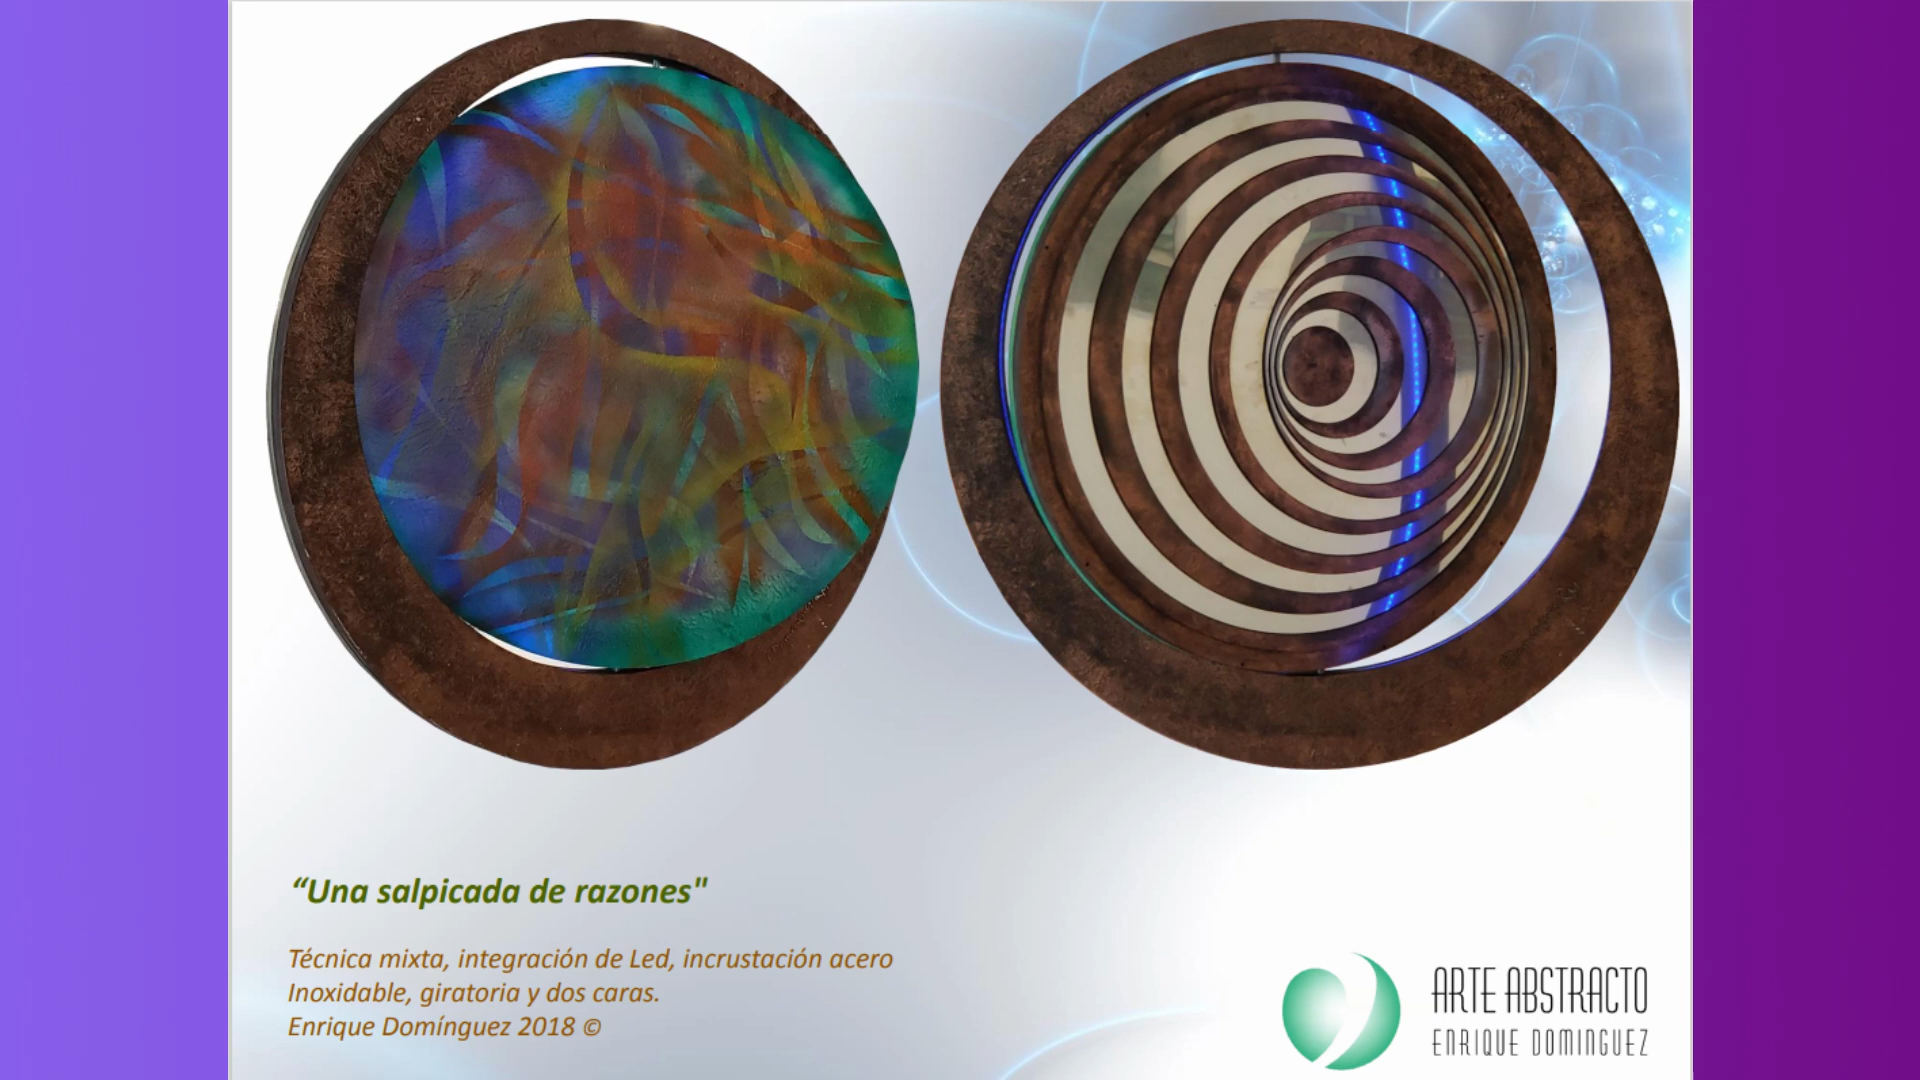 “Una salpicada de razones"
Técnica mixta, integración de Led, incrustación acero
Inoxidable, giratoria y dos caras.
Enrique Domínguez 2018 ©
ARTE ABSTRACTO
ENRIQUE DOMINGUEZ